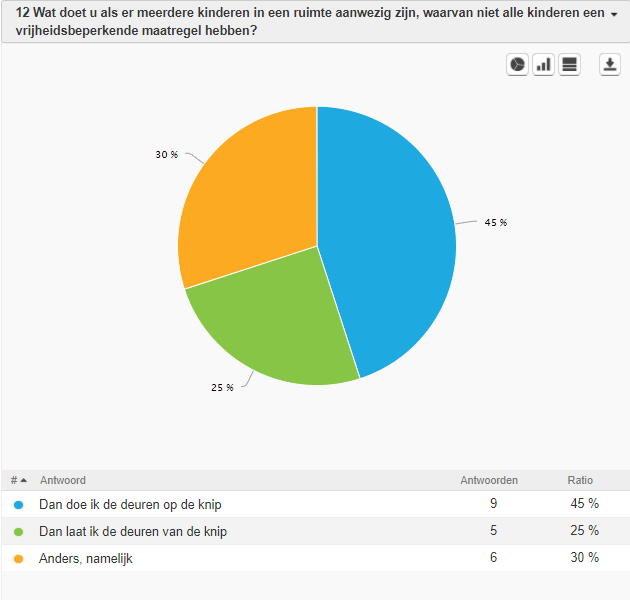 12 Wat doet u als er meerdere kinderen in een ruimte aanwezig zijn, waarvan niet alle kinderen een
vrijheidsbeperkende maatregel hebben?
30 %
45 %
25 %
# Antwoord Antwoorden Ratio
Dan doe ik de deuren op de knip 9 45 %
Dan laat ik de deuren van de knip 5 25 %
Anders, namelijk 6 30 %